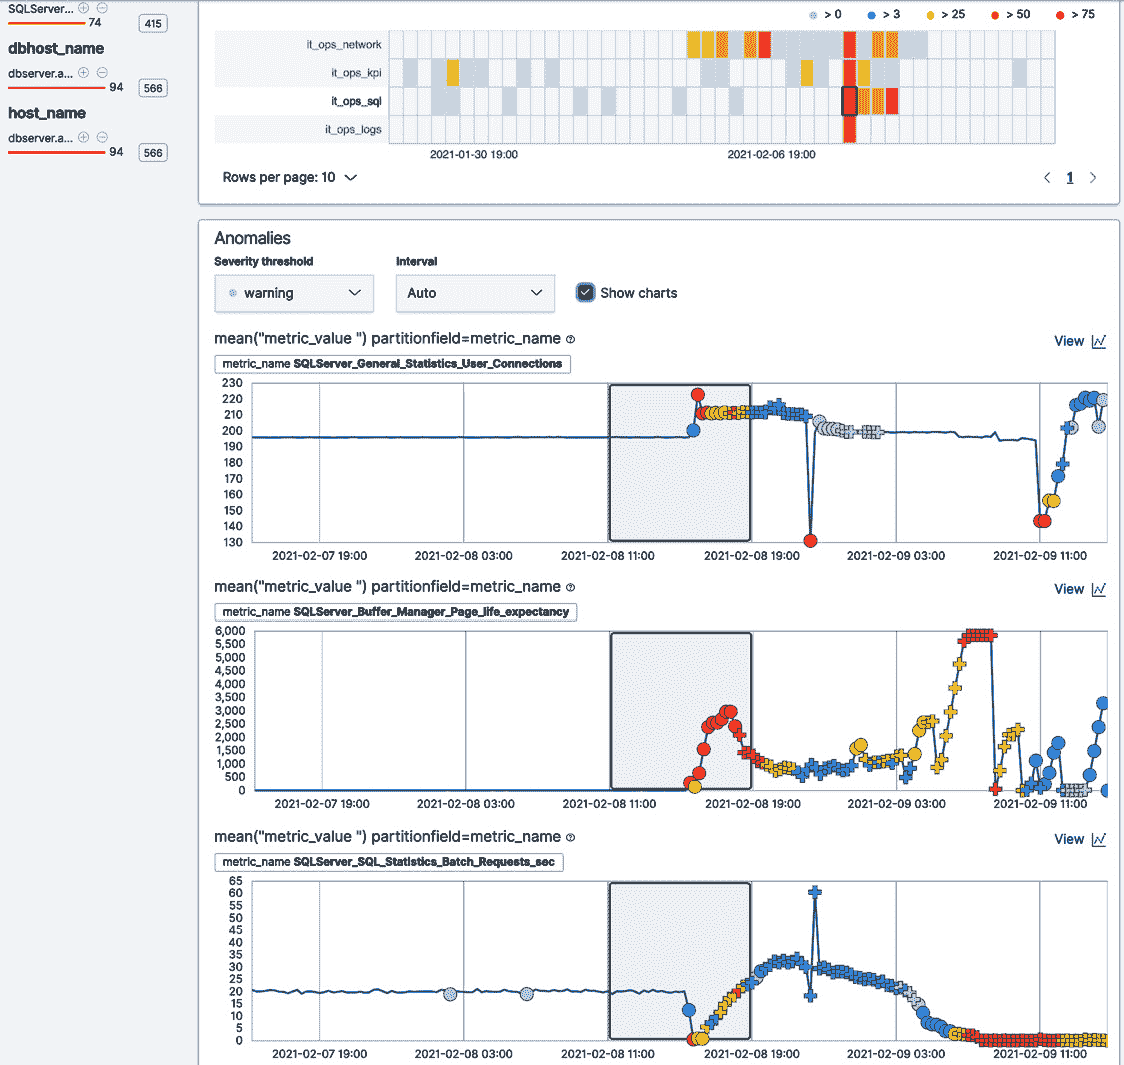 SQLServer...
74
415
dbhost_name
dbserver.a...
94
566
host_name
dbserver.a...
94
566
> 0
> 3
> 25
> 50
> 75
it_ops_network
it_ops_kpi
it_ops_sql
it_ops_logs
2021-01-30 19:00
2021-02-06 19:00
Rows per page: 10
1
Anomalies
Severity threshold
Interval
warning
Auto
Show charts
mean("metric_value ") partitionfield=metric_name
View
metric_name SQLServer_General_Statistics_User_Connections
230
220
210
200
190
180
170
160
150
140
130
2021-02-07 19:00
2021-02-08 03:00
2021-02-08 11:00
2021-02-08 19:00
2021-02-09 03:00
2021-02-09 11:00
mean("metric_value ") partitionfield=metric_name
View
metric_name SQLServer_Buffer_Manager_Page_life_expectancy
6,000
5,500
5,000
4,500
4,000
3,500
3,000
2,500
2,000
1,500
1,000
500
0
2021-02-07 19:00
2021-02-08 03:00
2021-02-08 11:00
2021-02-08 19:00
2021-02-09 03:00
2021-02-09 11:00
mean("metric_value ") partitionfield=metric_name
View
metric_name SQLServer_SQL_Statistics_Batch_Requests_sec
65
60
55
50
45
40
35
30
25
20
15
10
5
0
2021-02-07 19:00
2021-02-08 03:00
2021-02-08 11:00
2021-02-08 19:00
2021-02-09 03:00
2021-02-09 11:00